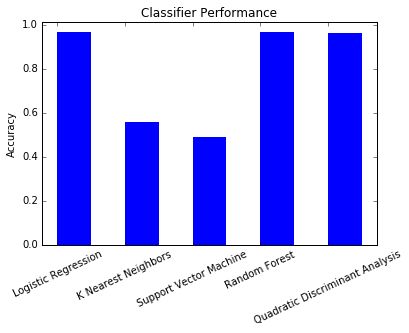 Classifier Performance
1.0
0.8
0.6
0.4
0.2
0.0
Accuracy
Logistic Regression
K Nearest Neighbors
Support Vector Machine
Random Forest
Quadratic Discriminant Analysis